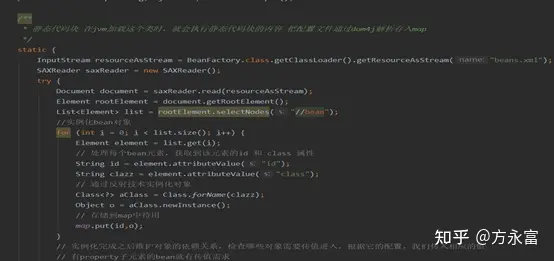 /**
* 静态代码块 在jvm加载这个类时，就会执行静态代码块的内容 把配置文件通过dom4j解析存入map
*/
static {
InputStream resourceAsStream = BeanFactory.class.getClassLoader().getResourceAsStream( name: "beans.xml");
SAXReader saxReader = new SAXReader();
try {
Document document = saxReader.read(resourceAsStream);
Element rootElement = document.getRootElement();
List<Element> list = rootElement.selectNodes( s: "//bean");
//实例化Bean对象
for (int i = 0; i < list.size(); i++) {
Element element = list.get(i);
// 处理每个bean元素，获取到该元素的id 和 class 属性
String id = element.attributeValue( s: "id");
String clazz = element.attributeValue( s: "class");
// 通过反射技术实例化对象
Class<?> aClass = Class.forName(clazz);
Object o = aClass.newInstance();
// 存储到map中待用
map.put(id,o);
}
// 实例化完成之后维护对象的依赖关系，检查哪些对象需要传值进入，根据它的配置，我们传入相应的值
// 有property子元素的bean就有传值需求
知乎 @方永富